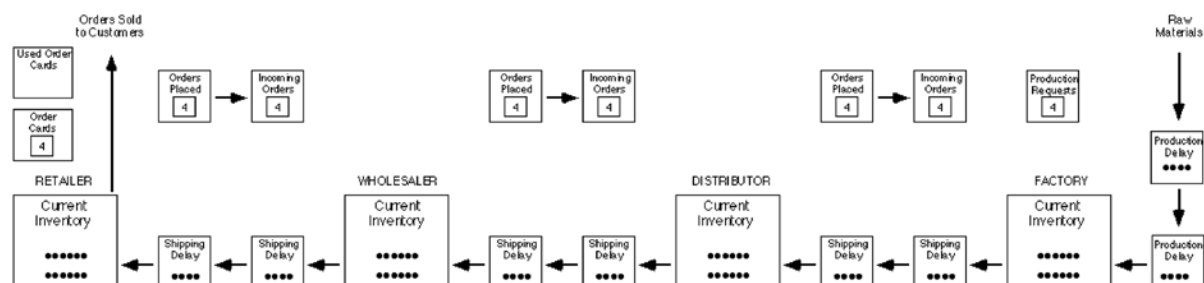 Orders Sold
to Customers
Raw
Materials
Used Order
Cards
Orders
Placed
4
Incoming
Orders
4
Orders
Placed
4
Incoming
Orders
4
Orders
Placed
4
Incoming
Orders
4
Production
Requests
4
Order
Cards
4
Production
Delay
RETAILER
WHOLESALER
DISTRIBUTOR
FACTORY
Current
Inventory
Shipping
Delay
Shipping
Delay
Current
Inventory
Shipping
Delay
Shipping
Delay
Current
Inventory
Shipping
Delay
Shipping
Delay
Current
Inventory
Production
Delay